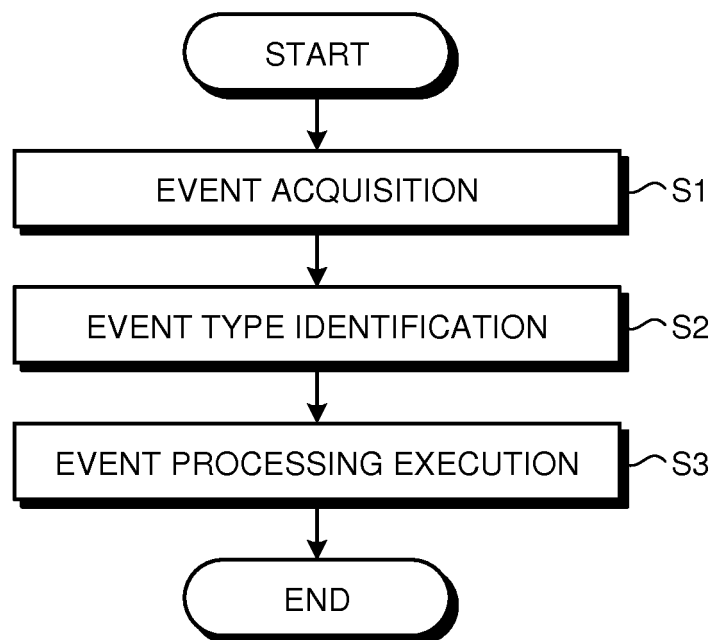 START
EVENT ACQUISITION
S1
EVENT TYPE IDENTIFICATION
S2
EVENT PROCESSING EXECUTION
S3
END